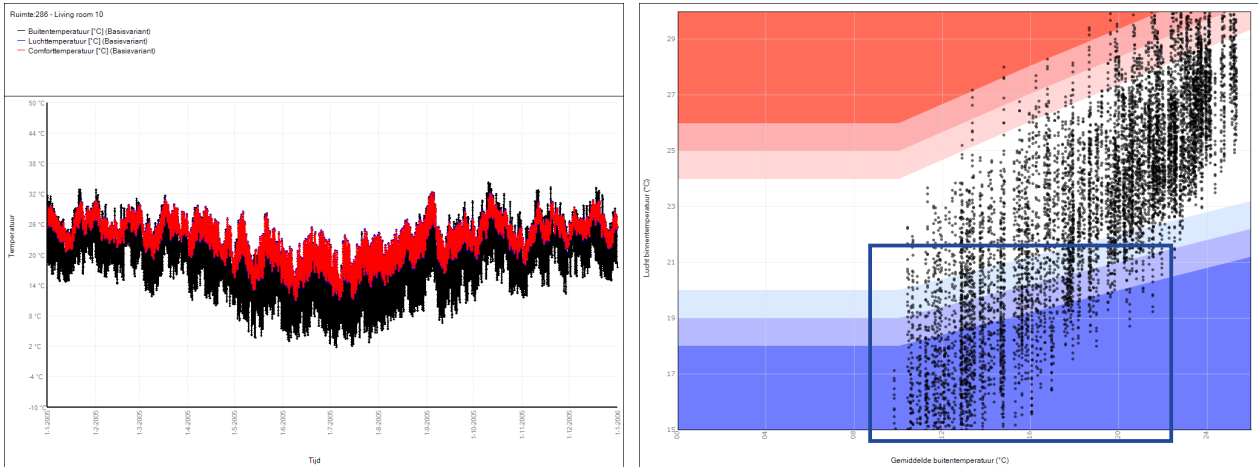 Ruimte:286 - Living room 10
Buitentemperatuur [°C] (Basisvariant)
Luchttemperatuur [°C] (Basisvariant)
Comforttemperatuur [°C] (Basisvariant)
50 °C
44 °C
38 °C
32 °C
26 °C
20 °C
14 °C
8 °C
2 °C
-4 °C
-10 °C
Temperatuur
1-1-2005
1-2-2005
1-3-2005
1-4-2005
1-5-2005
1-6-2005
1-7-2005
1-8-2005
1-9-2005
1-10-2005
1-11-2005
1-12-2005
1-1-2006
Tijd
29
27
25
23
21
19
17
15
Lucht binnentemperatuur (°C)
00
04
08
12
16
20
24
Gemiddelde buitentemperatuur (°C)